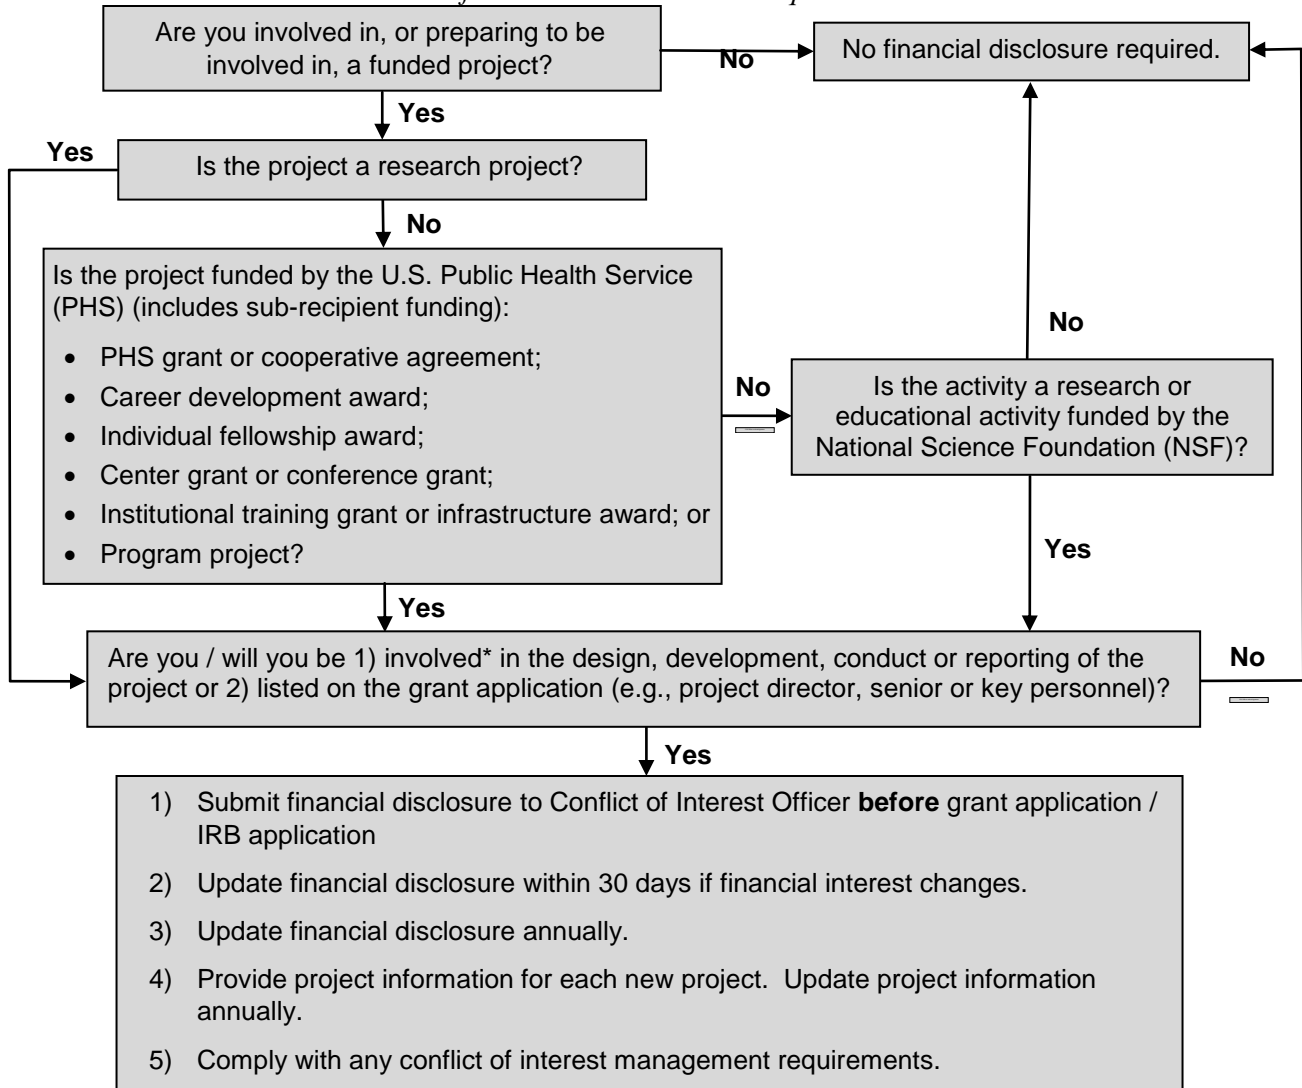 Are you involved in, or preparing to be
involved in, a funded project?
No
No financial disclosure required.
Yes
Yes
Is the project a research project?
No
Is the project funded by the U.S. Public Health Service
(PHS) (includes sub-recipient funding):
• PHS grant or cooperative agreement;
• Career development award;
• Individual fellowship award;
• Center grant or conference grant;
• Institutional training grant or infrastructure award; or
• Program project?
No
Is the activity a research or
educational activity funded by the
National Science Foundation (NSF)?
No
Yes
Yes
Are you / will you be 1) involved* in the design, development, conduct or reporting of the
project or 2) listed on the grant application (e.g., project director, senior or key personnel)?
No
Yes
1) Submit financial disclosure to Conflict of Interest Officer before grant application /
IRB application
2) Update financial disclosure within 30 days if financial interest changes.
3) Update financial disclosure annually.
4) Provide project information for each new project.  Update project information
annually.
5) Comply with any conflict of interest management requirements.